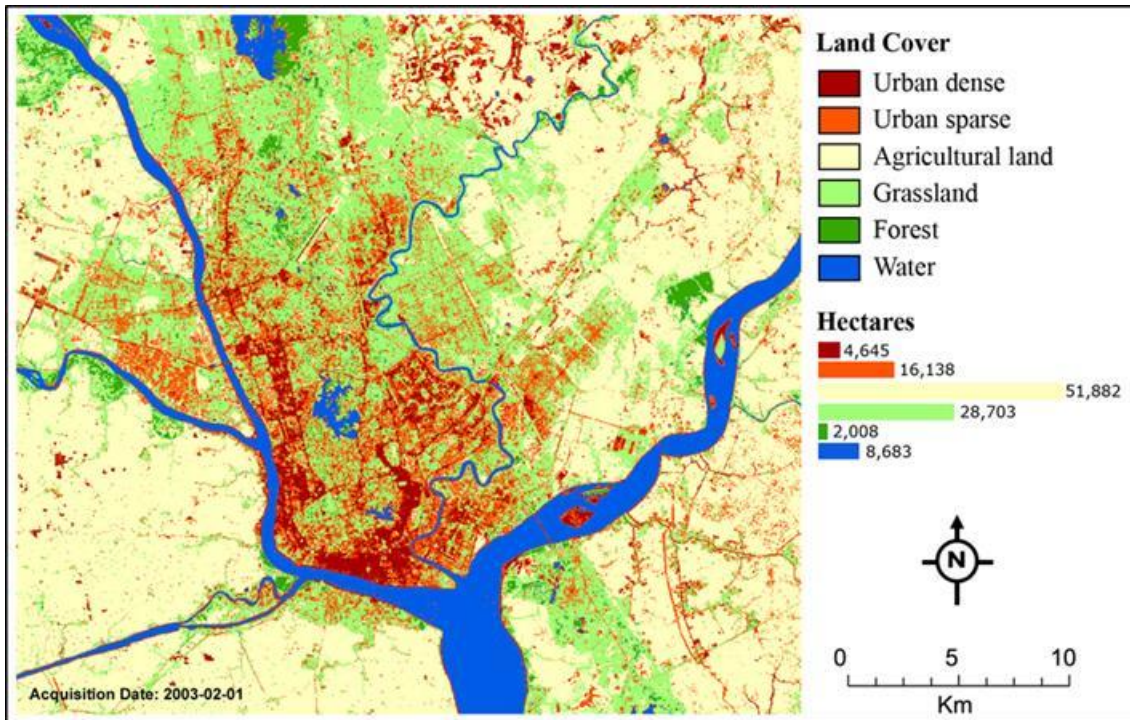 Land Cover
Urban dense
Urban sparse
Agricultural land
Grassland
Forest
Water
Hectares
4,645
16,138
51,882
28,703
2,008
8,683
N
0 5 10
Km
Acquisition Date: 2003-02-01